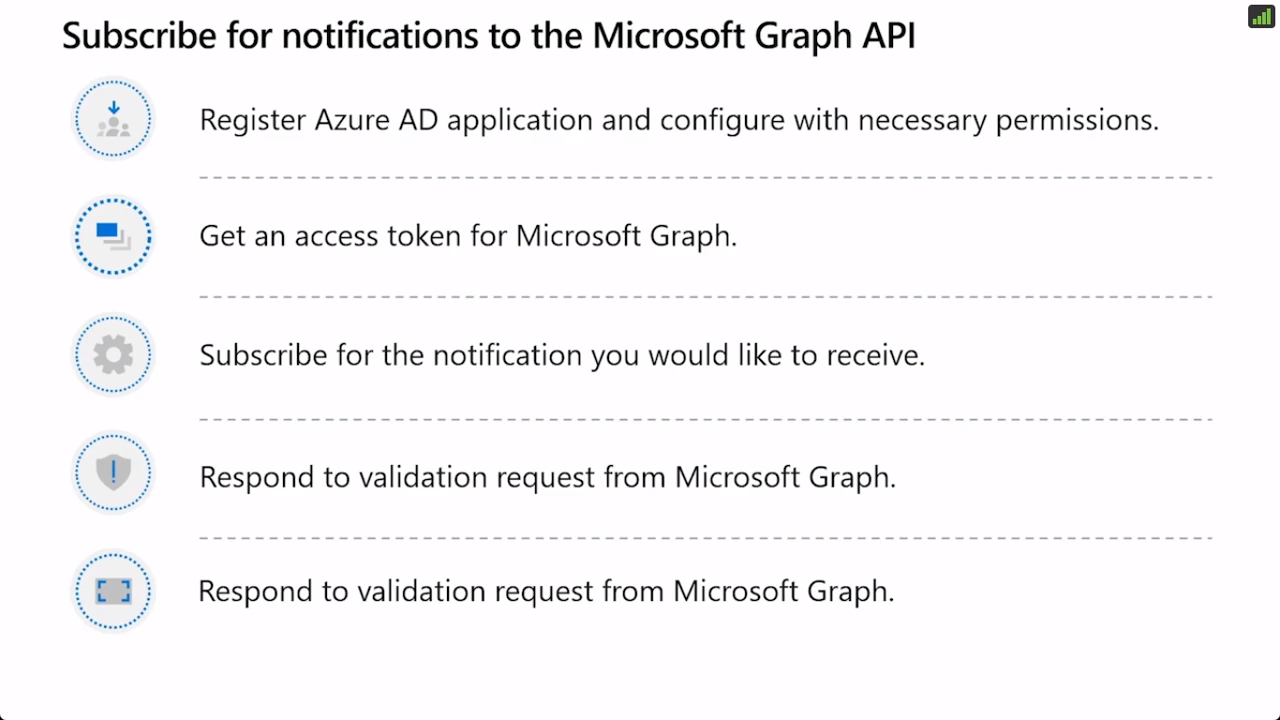 Subscribe for notifications to the Microsoft Graph API
Register Azure AD application and configure with necessary permissions.
Get an access token for Microsoft Graph.
Subscribe for the notification you would like to receive.
Respond to validation request from Microsoft Graph.
Respond to validation request from Microsoft Graph.